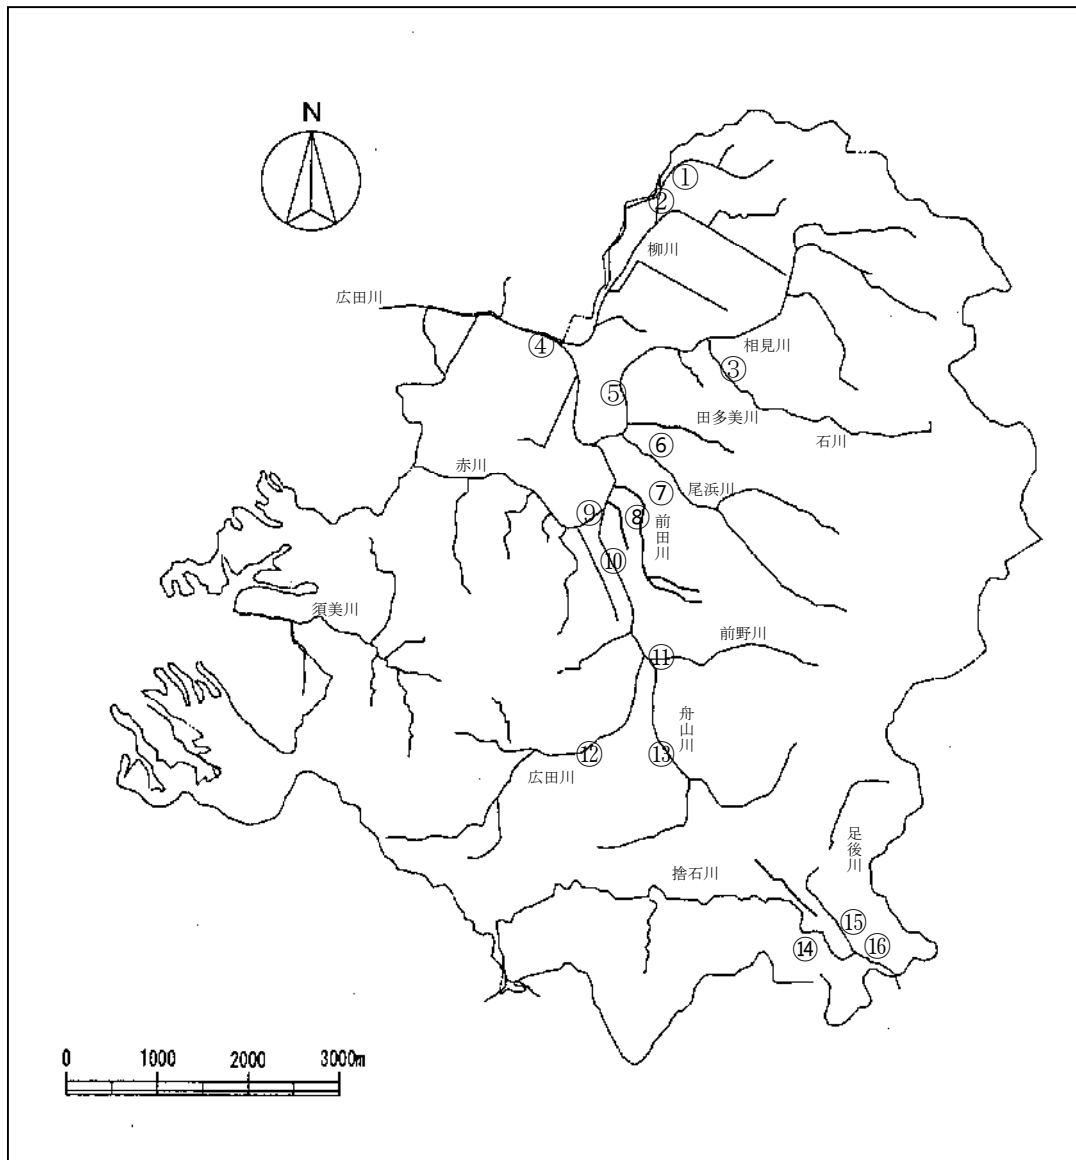 N
①
②
柳川
広田川
④
相見川
③
⑤
田多美川
石川
⑥
赤川
尾浜川
⑦
⑨
⑧
前田川
⑩
須美川
前野川
⑪
舟山川
⑫
⑬
広田川
足後川
捨石川
⑮
⑭
⑯
0 1000 2000 3000m